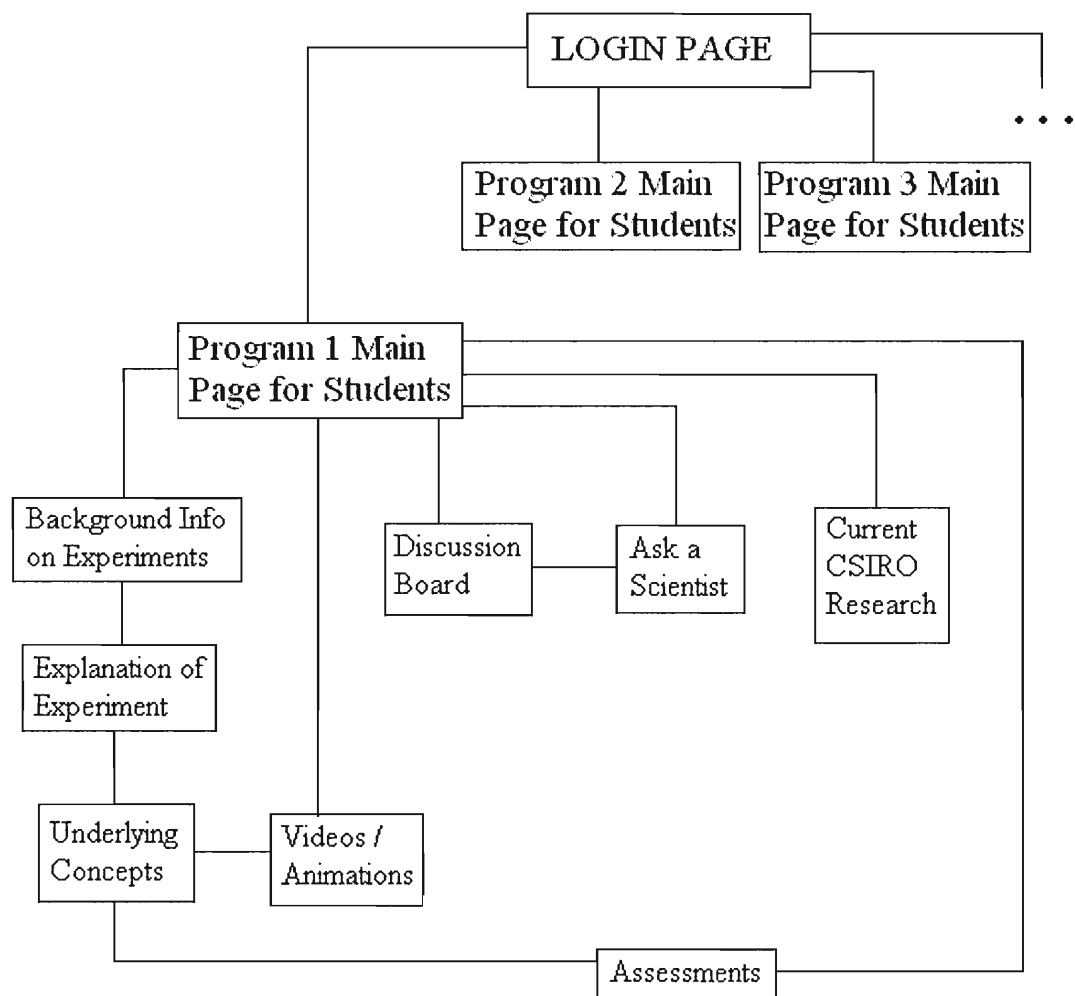 LOGIN PAGE
. . .
Program 2 Main
Page for Students
Program 3 Main
Page for Students
Program 1 Main
Page for Students
Background Info
on Experiments
Discussion
Board
Ask a
Scientist
Current
CSIRO
Research
Explanation of
Experiment
Underlying
Concepts
Videos /
Animations
Assessments